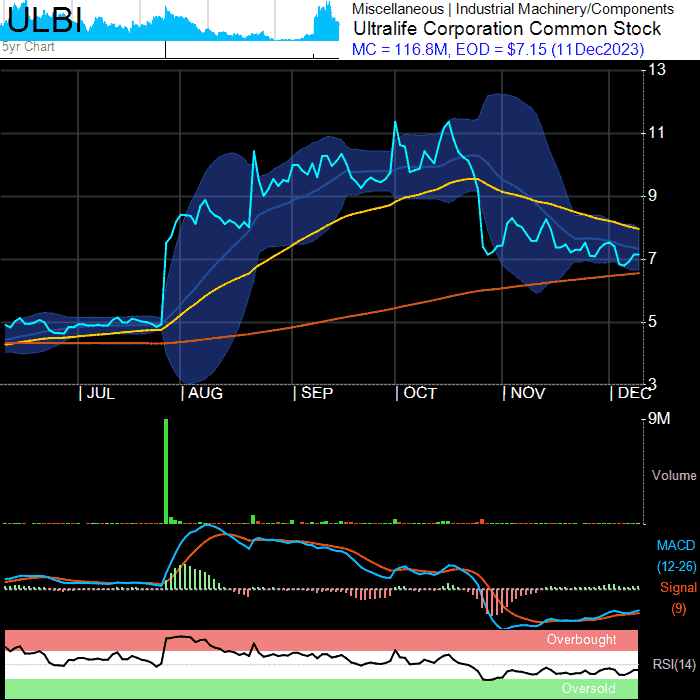 ULBI
5yr Chart
Miscellaneous | Industrial Machinery/Components
Ultralife Corporation Common Stock
MC = 116.8M, EOD = $7.15 (11Dec2023)
13
11
9
7
5
3
| JUL | AUG | SEP | OCT | NOV | DEC
9M
Volume
MACD
(12-26)
Signal
(9)
Overbought
RSI(14)
Oversold